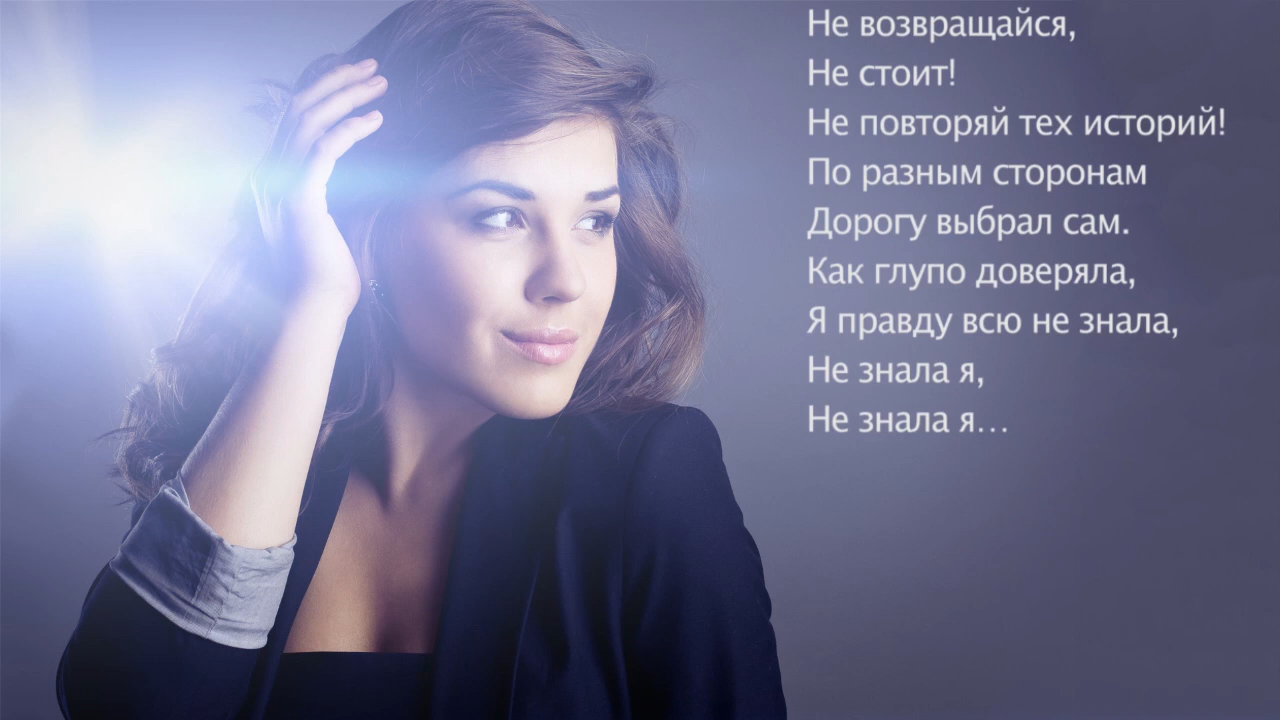 Не возвращайся,
Не стоит!
Не повторяй тех историй!
По разным сторонам
Дорогу выбрал сам.
Как глупо доверяла,
Я правду всю не знала,
Не знала я,
Не знала я…